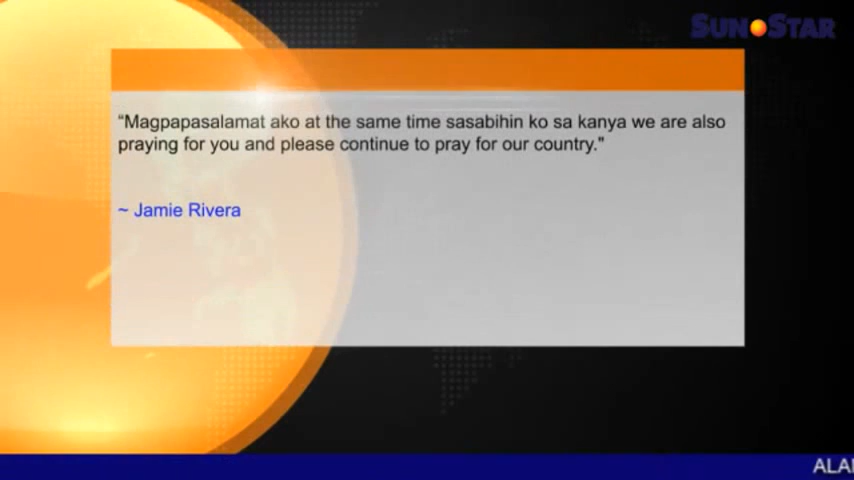 SUNSTAR
“Magpapasalamat ako at the same time sasabihin ko sa kanya we are also
praying for you and please continue to pray for our country."
~ Jamie Rivera